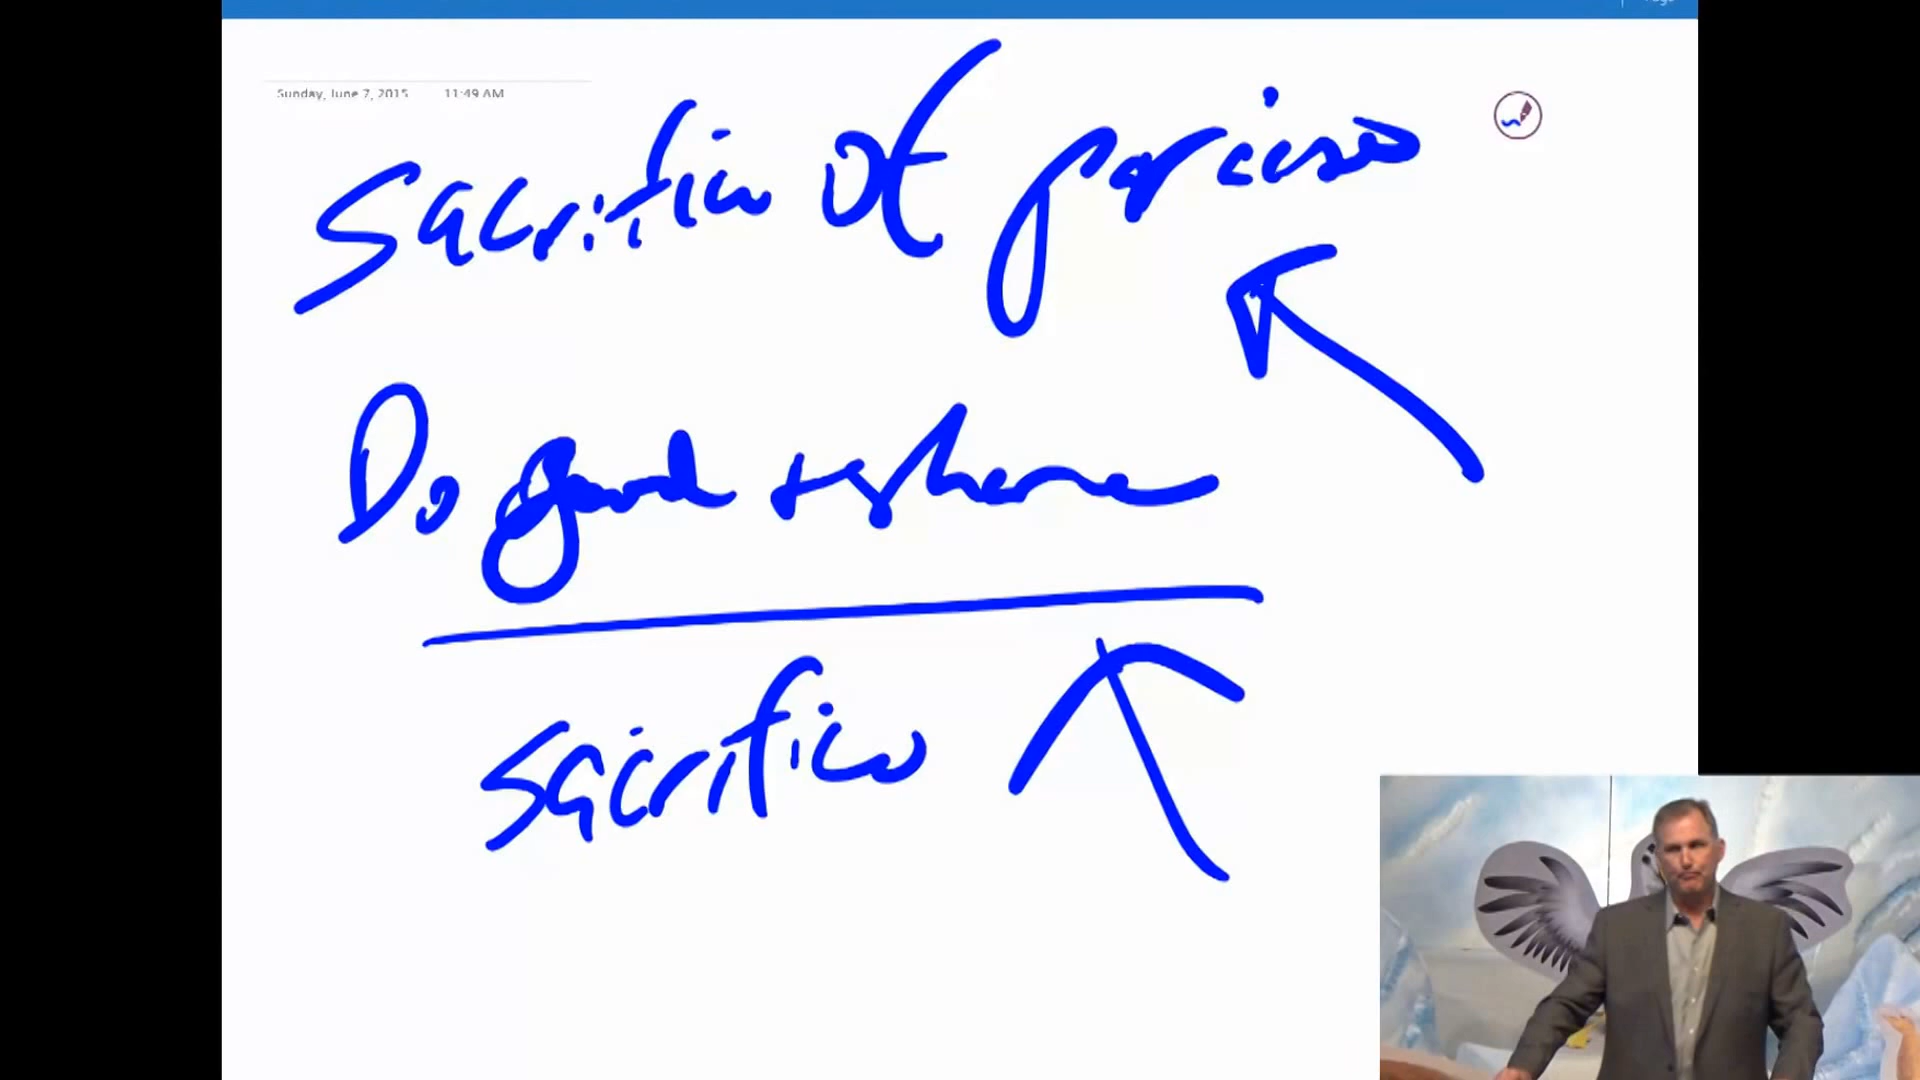 Sunday, June 7, 2015 11:49 AM
Sacrifice of praise
Do good + share
sacrifice